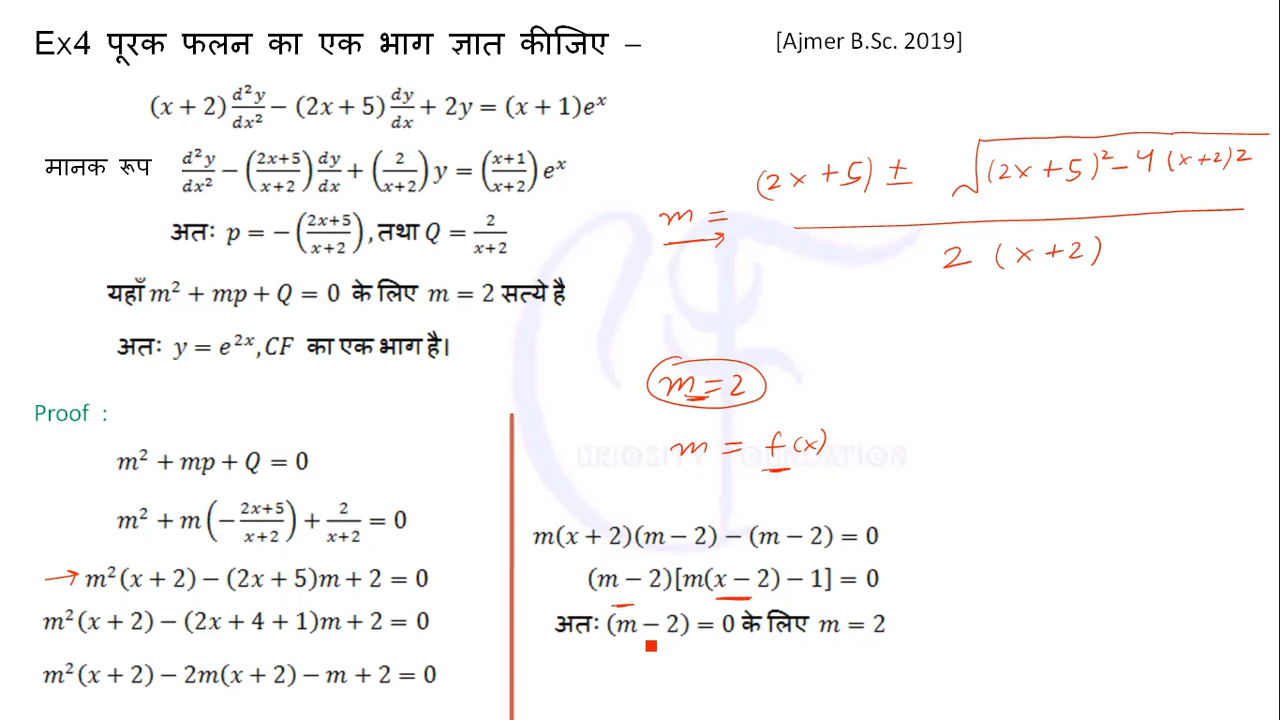 Ex4 पूरक फलन का एक भाग ज्ञात कीजिए – [Ajmer B.Sc. 2019]
(x + 2) d²y/dx² − (2x + 5) dy/dx + 2y = (x + 1)eˣ
मानक रूप d²y/dx² − ((2x+5)/(x+2)) dy/dx + (2/(x+2)) y = ((x+1)/(x+2)) eˣ
अतः p = −((2x+5)/(x+2)), तथा Q = 2/(x+2)
यहाँ m² + mp + Q = 0 के लिए m = 2 सत्ये है
अतः y = e²ˣ, CF का एक भाग है।
m = ((2x + 5) ± √((2x + 5)² − 4(x+2)2)) / (2 (x+2))
m = 2
m = f(x)
Proof :
m² + mp + Q = 0
m² + m(−(2x+5)/(x+2)) + 2/(x+2) = 0
→ m²(x + 2) − (2x + 5)m + 2 = 0
m²(x + 2) − (2x + 4 + 1)m + 2 = 0
m²(x + 2) − 2m(x + 2) − m + 2 = 0
m(x + 2)(m − 2) − (m − 2) = 0
(m − 2)[m(x − 2) − 1] = 0
अतः (m − 2) = 0 के लिए m = 2
URIOSITY F UNDATION